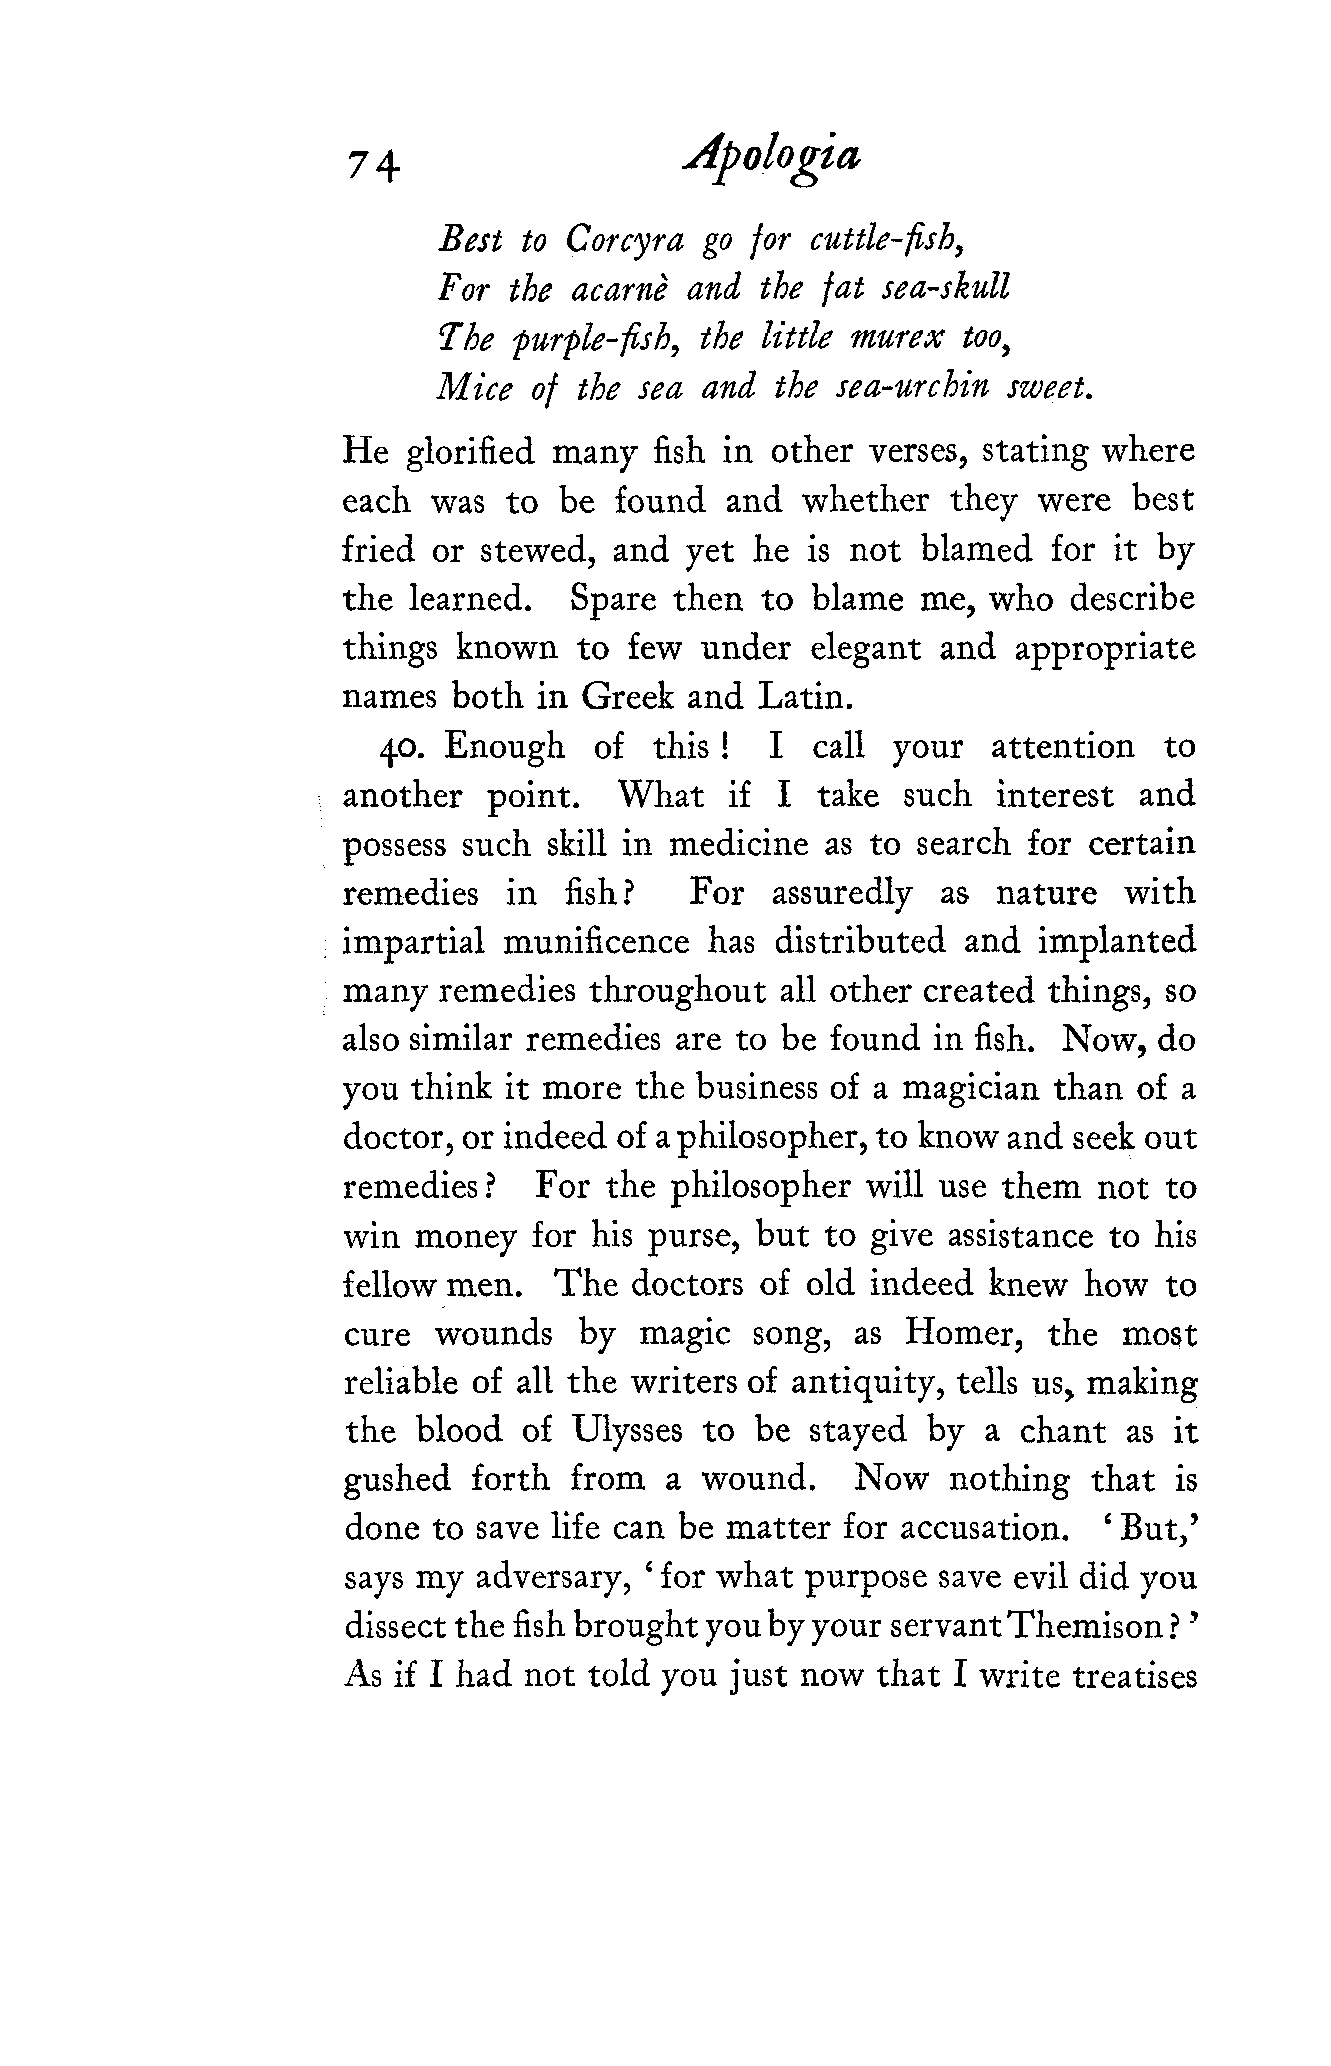 74 Apologia
Best to Corcyra go for cuttle-fish,
For the acarnè and the fat sea-skull
The purple-fish, the little murex too,
Mice of the sea and the sea-urchin sweet.
He glorified many fish in other verses, stating where
each was to be found and whether they were best
fried or stewed, and yet he is not blamed for it by
the learned. Spare then to blame me, who describe
things known to few under elegant and appropriate
names both in Greek and Latin.
40. Enough of this ! I call your attention to
another point. What if I take such interest and
possess such skill in medicine as to search for certain
remedies in fish? For assuredly as nature with
impartial munificence has distributed and implanted
many remedies throughout all other created things, so
also similar remedies are to be found in fish. Now, do
you think it more the business of a magician than of a
doctor, or indeed of a philosopher, to know and seek out
remedies? For the philosopher will use them not to
win money for his purse, but to give assistance to his
fellow men. The doctors of old indeed knew how to
cure wounds by magic song, as Homer, the most
reliable of all the writers of antiquity, tells us, making
the blood of Ulysses to be stayed by a chant as it
gushed forth from a wound. Now nothing that is
done to save life can be matter for accusation. ‘ But,’
says my adversary, ‘ for what purpose save evil did you
dissect the fish brought you by your servant Themison? ’
As if I had not told you just now that I write treatises